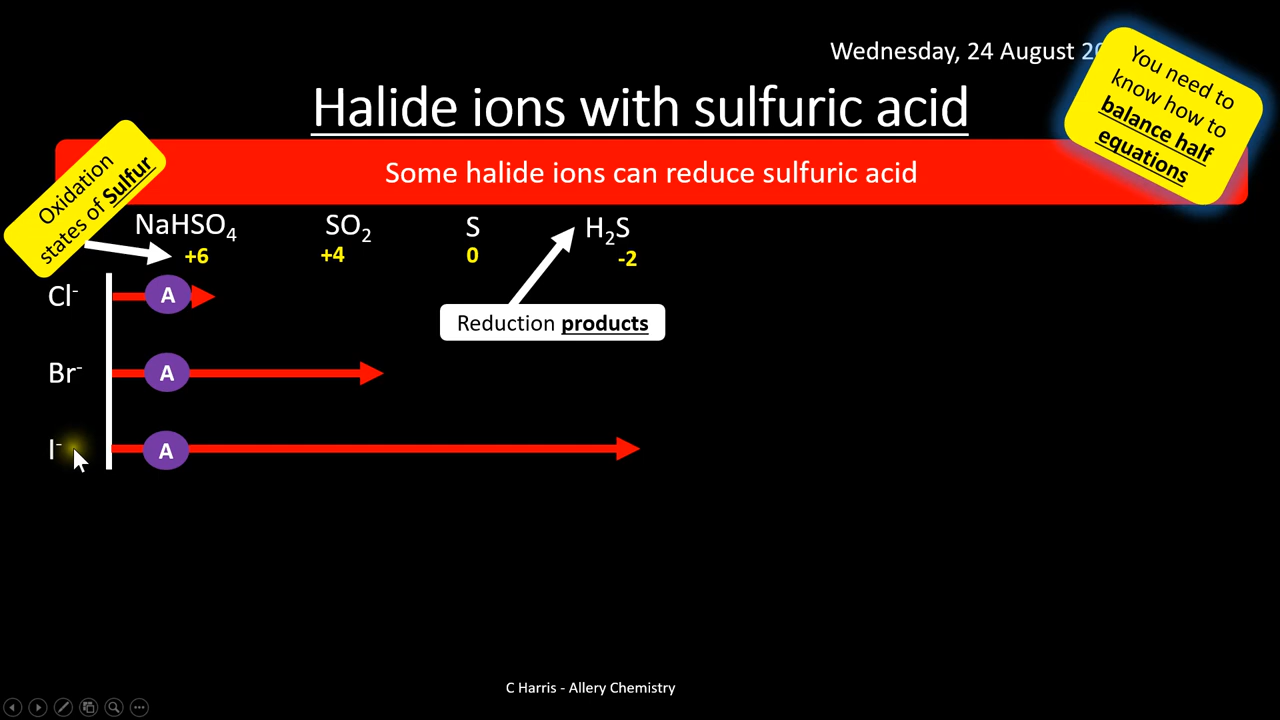 Wednesday, 24 August 20
You need to
know how to
balance half
equations
Halide ions with sulfuric acid
Oxidation
states of Sulfur
Some halide ions can reduce sulfuric acid
NaHSO₄ SO₂ S H₂S
+6 +4 0 -2
Cl⁻ A
Reduction products
Br⁻ A
I⁻ A
C Harris - Allery Chemistry